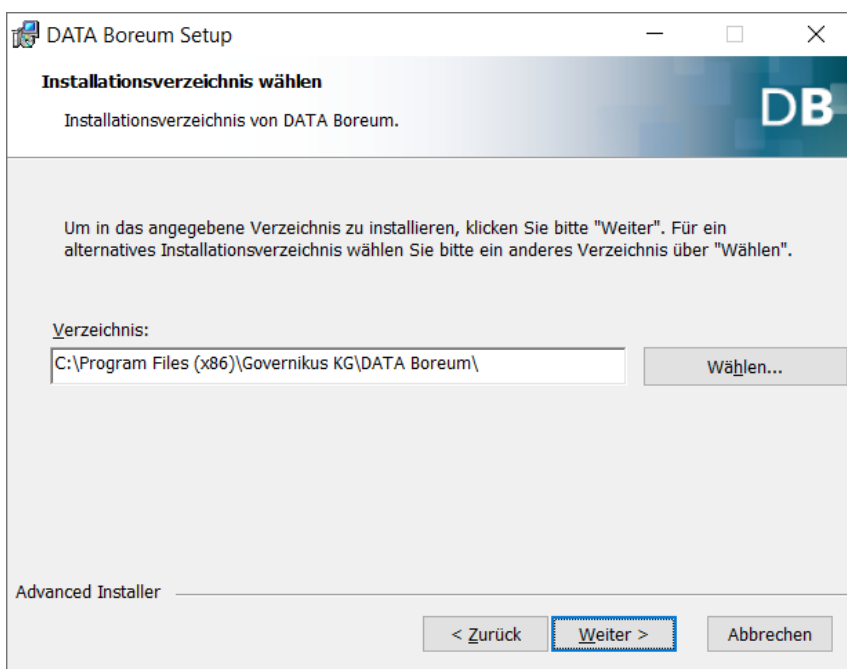 DATA Boreum Setup
Installationsverzeichnis wählen
Installationsverzeichnis von DATA Boreum.
DB
Um in das angegebene Verzeichnis zu installieren, klicken Sie bitte "Weiter". Für ein
alternatives Installationsverzeichnis wählen Sie bitte ein anderes Verzeichnis über "Wählen".
Verzeichnis:
C:\Program Files (x86)\Governikus KG\DATA Boreum\
Wählen...
Advanced Installer
< Zurück
Weiter >
Abbrechen